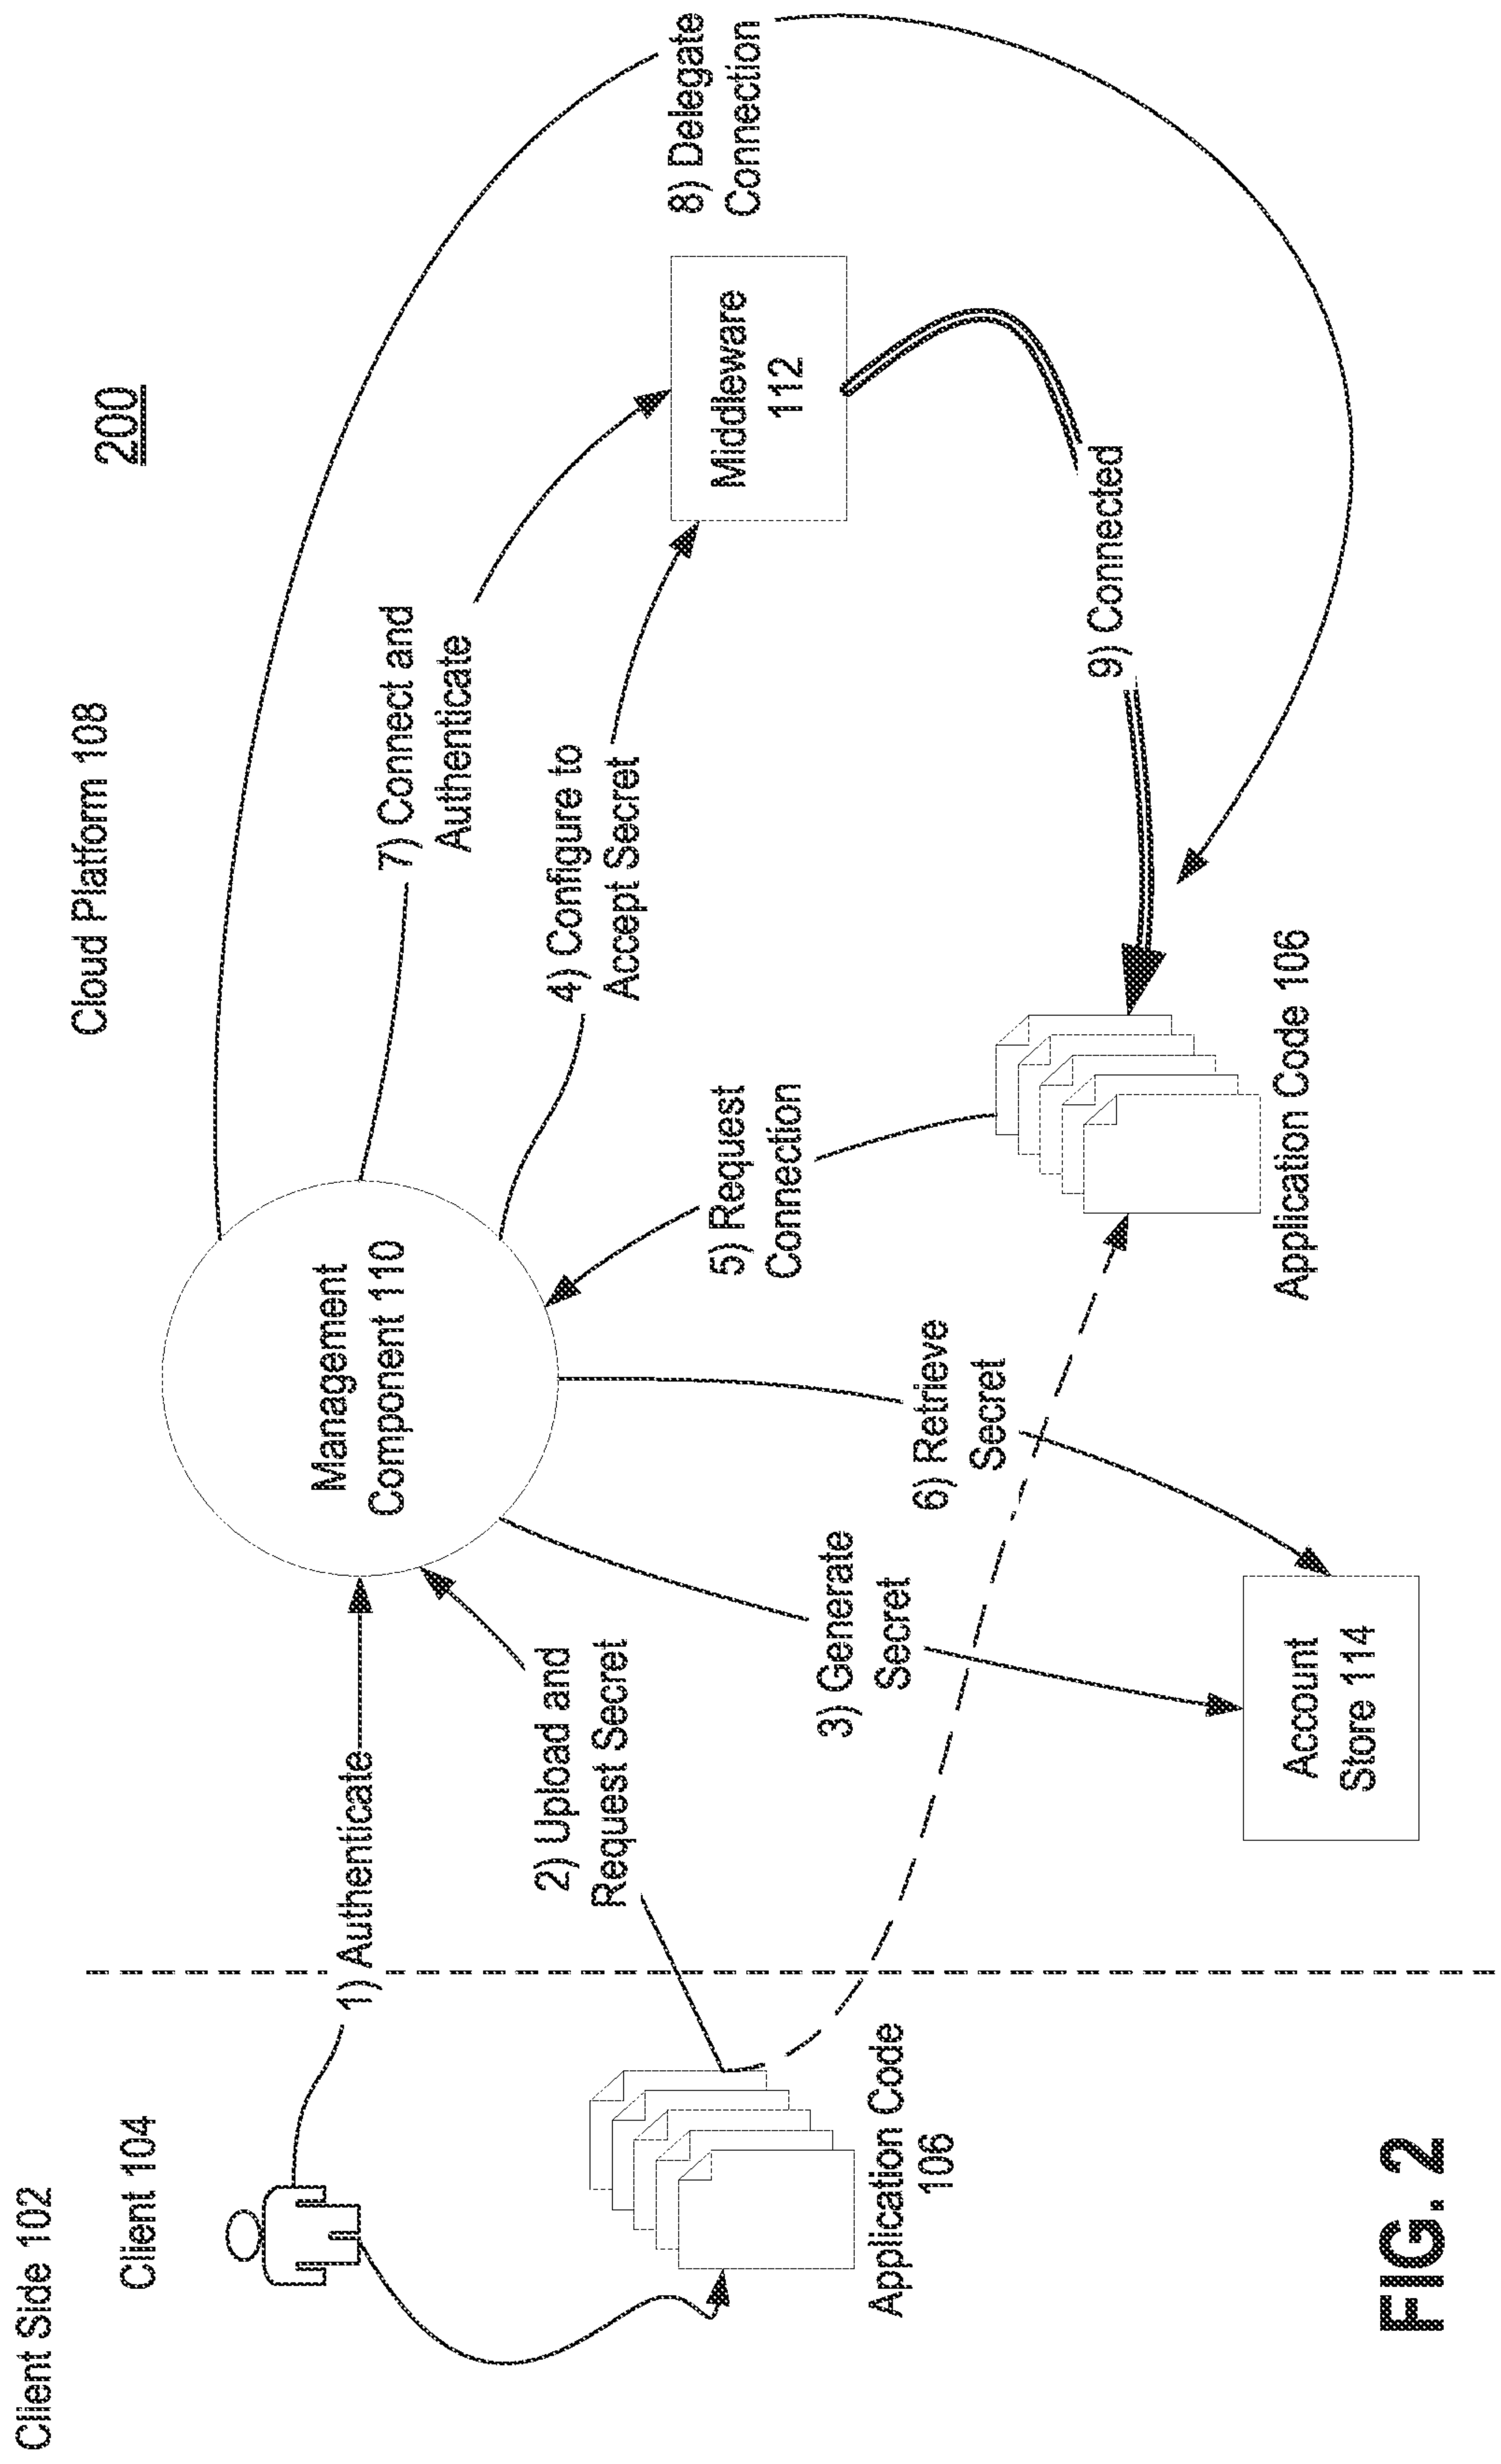 200
Client Side 102
Cloud Platform 108
Client 104
1) Authenticate
Management
Component 110
7) Connect and
Authenticate
2) Upload and
Request Secret
4) Configure to
Accept Secret
8) Delegate
Connection
Middleware
112
5) Request
Connection
3) Generate
Secret
6) Retrieve
Secret
9) Connected
Application Code
106
Application Code 106
Account
Store 114
FIG. 2